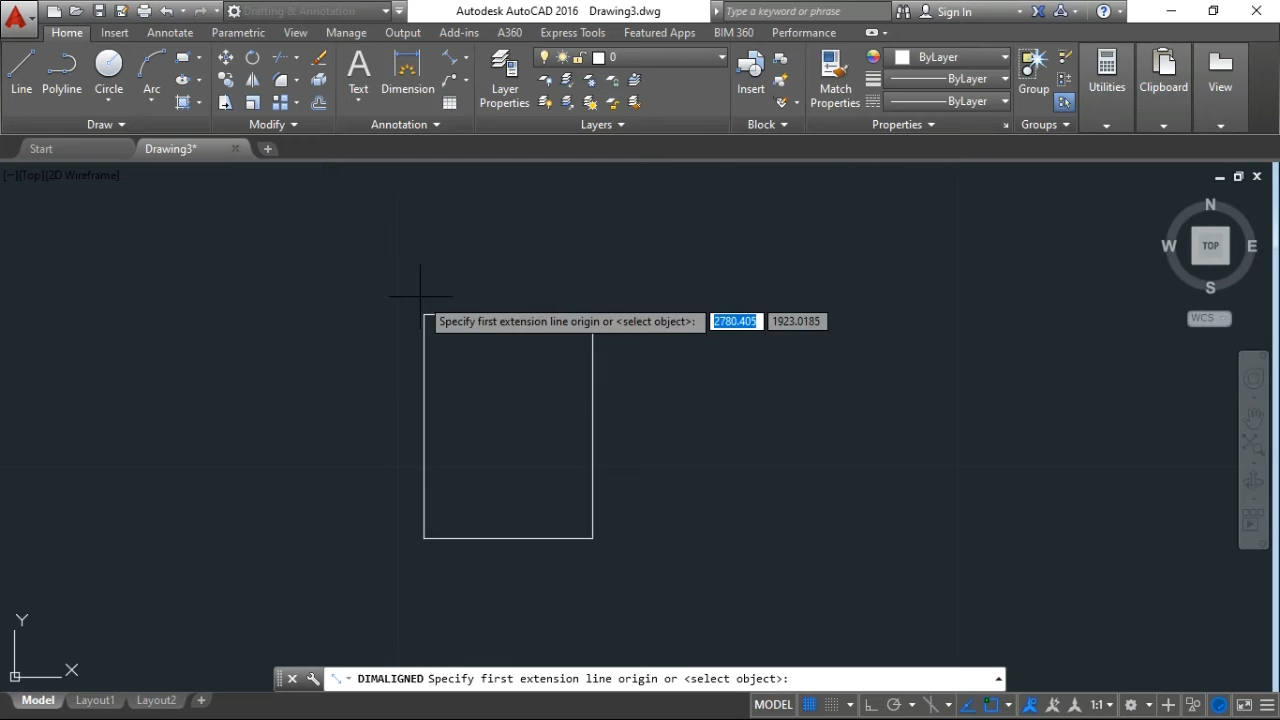 Drafting & Annotation
Autodesk AutoCAD 2016 Drawing3.dwg
Type a keyword or phrase
Sign In
Home Insert Annotate Parametric View Manage Output Add-ins A360 Express Tools Featured Apps BIM 360 Performance
0
ByLayer
ByLayer
ByLayer
Line Polyline Circle Arc Text Dimension Layer Properties Insert Match Properties Group Utilities Clipboard View
Draw Modify Annotation Layers Block Properties Groups
Start Drawing3*
[−][Top][2D Wireframe]
N
W TOP E
S
WCS
Specify first extension line origin or <select object>: 2780.405 1923.0185
Y
X
DIMALIGNED Specify first extension line origin or <select object>:
Model Layout1 Layout2 +
MODEL 1:1